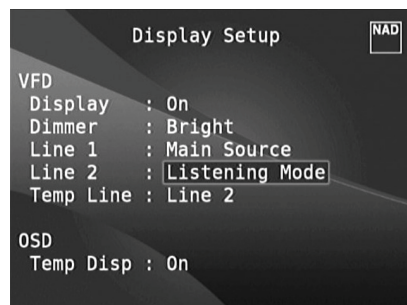 Display Setup
NAD
VFD
Display : On
Dimmer : Bright
Line 1 : Main Source
Line 2 : Listening Mode
Temp Line : Line 2
OSD
Temp Disp : On